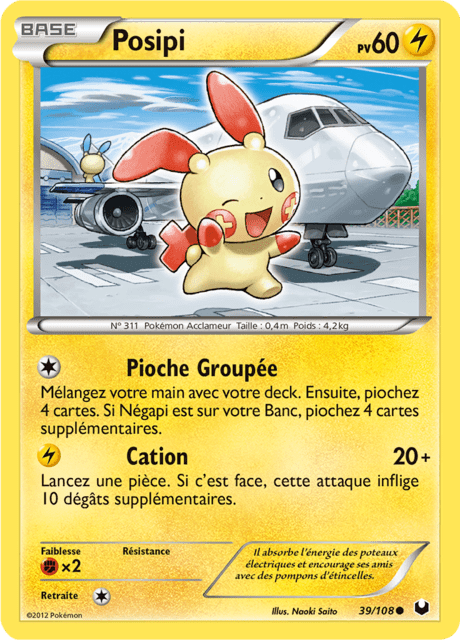 BASE
Posipi
PV60
N° 311 Pokémon Acclameur Taille : 0,4m Poids : 4,2kg
Pioche Groupée
Mélangez votre main avec votre deck. Ensuite, piochez
4 cartes. Si Négapi est sur votre Banc, piochez 4 cartes
supplémentaires.
Cation 20+
Lancez une pièce. Si c'est face, cette attaque inflige
10 dégâts supplémentaires.
Faiblesse Résistance
×2
Retraite
Il absorbe l'énergie des poteaux
électriques et encourage ses amis
avec des pompons d'étincelles.
©2012 Pokémon
Illus. Naoki Saito
39/108